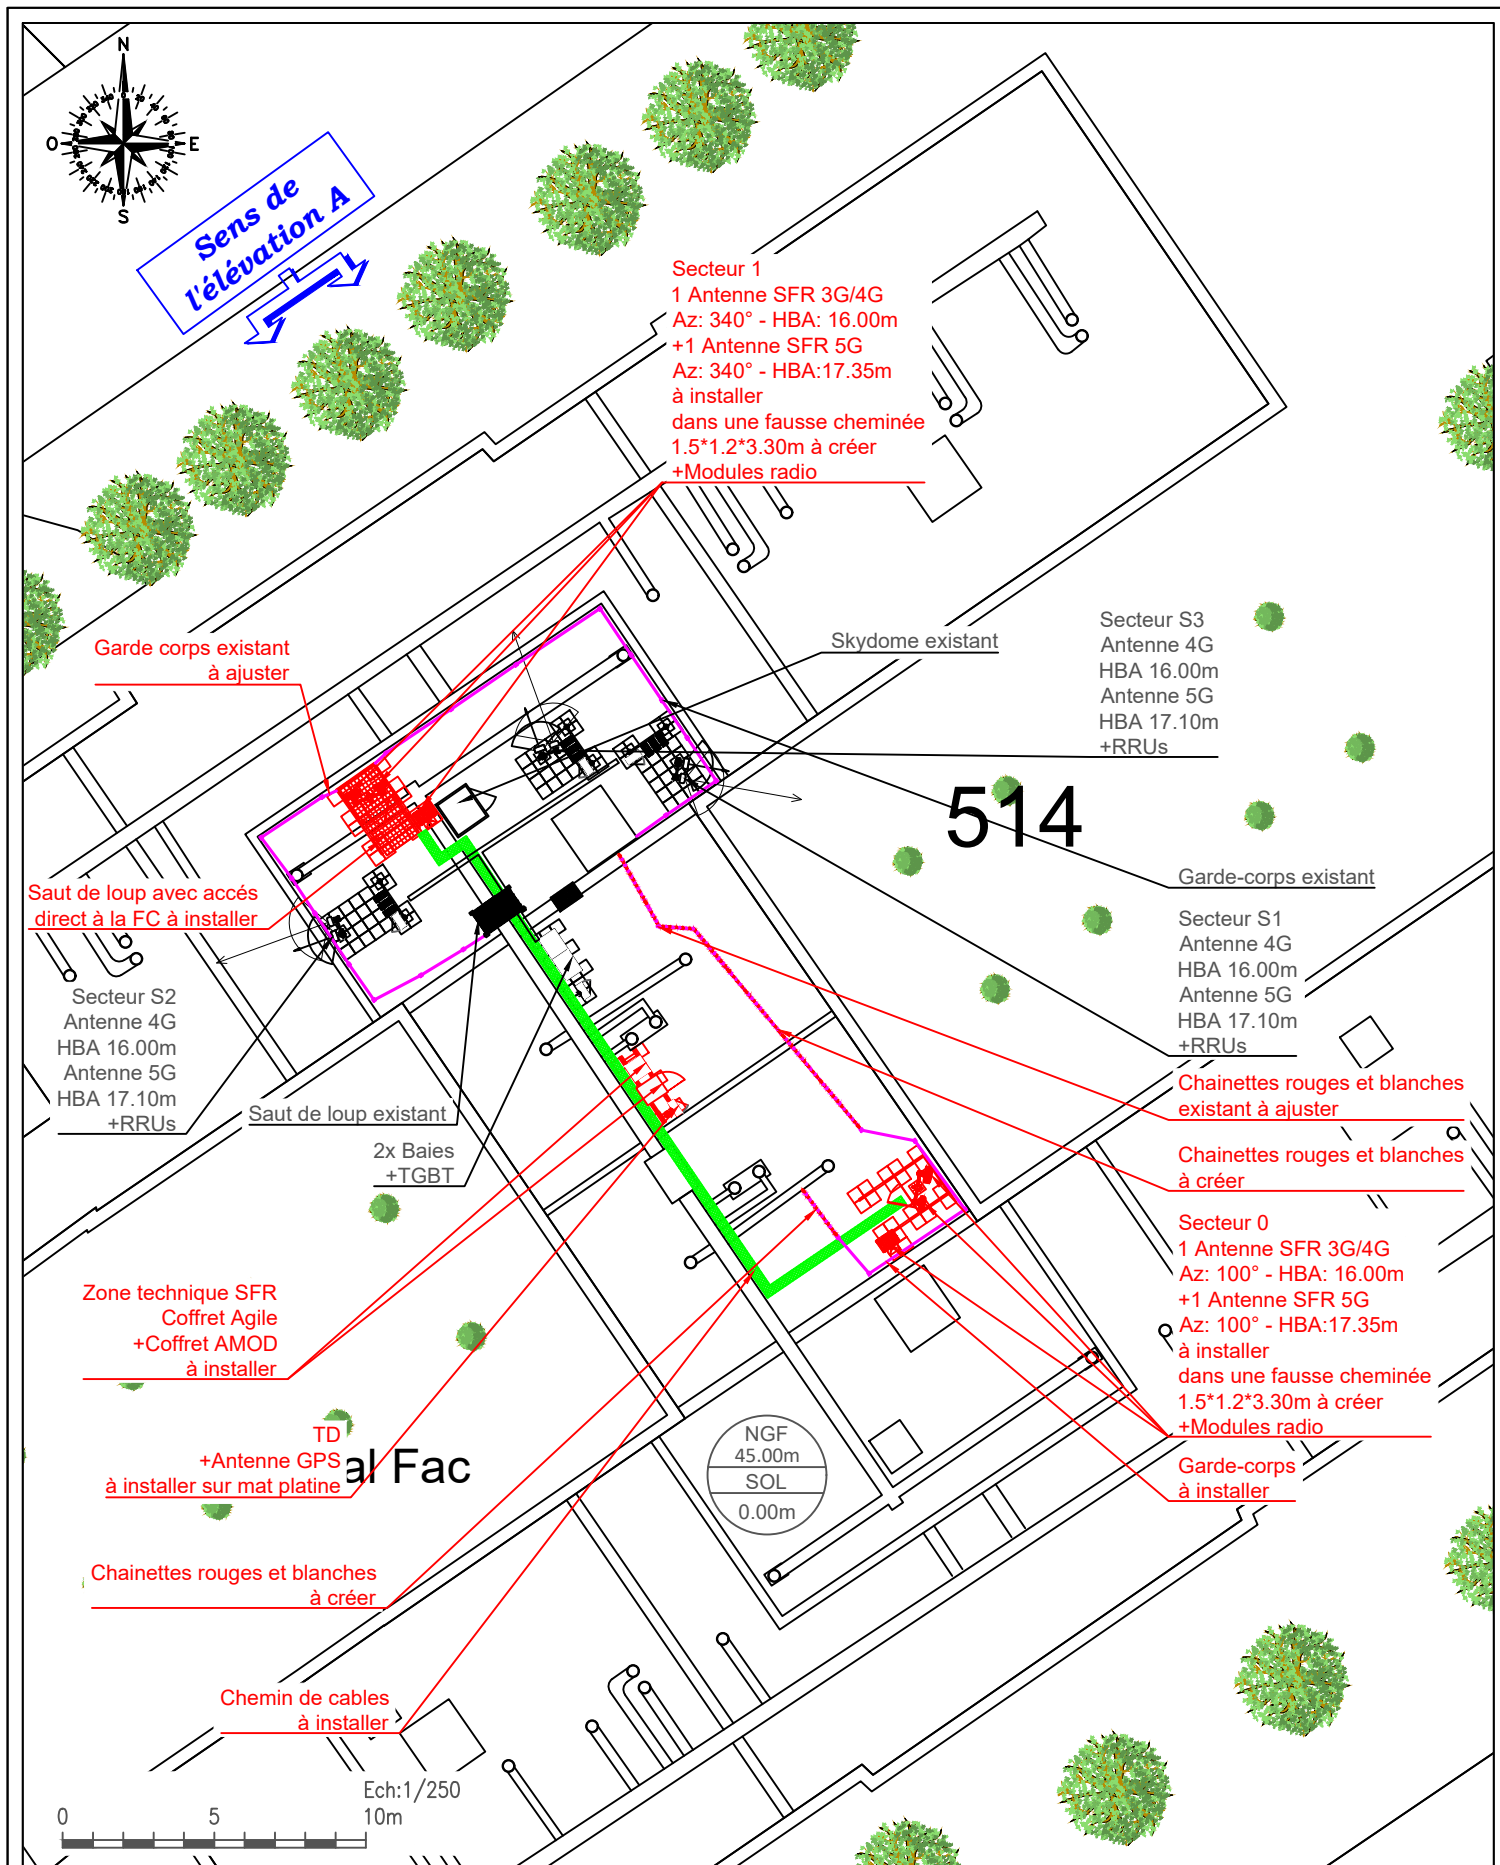 N
O
E
S
Sens de
l'élévation A
Secteur 1
1 Antenne SFR 3G/4G
Az: 340° - HBA: 16.00m
+1 Antenne SFR 5G
Az: 340° - HBA:17.35m
à installer
dans une fausse cheminée
1.5*1.2*3.30m à créer
+Modules radio
Garde corps existant
à ajuster
Skydome existant
Secteur S3
Antenne 4G
HBA 16.00m
Antenne 5G
HBA 17.10m
+RRUs
514
Saut de loup avec accés
direct à la FC à installer
Garde-corps existant
Secteur S1
Antenne 4G
HBA 16.00m
Antenne 5G
HBA 17.10m
+RRUs
Secteur S2
Antenne 4G
HBA 16.00m
Antenne 5G
HBA 17.10m
+RRUs
Saut de loup existant
2x Baies
+TGBT
Chainettes rouges et blanches
existant à ajuster
Chainettes rouges et blanches
à créer
Secteur 0
1 Antenne SFR 3G/4G
Az: 100° - HBA: 16.00m
+1 Antenne SFR 5G
Az: 100° - HBA:17.35m
à installer
dans une fausse cheminée
1.5*1.2*3.30m à créer
+Modules radio
Garde-corps
à installer
Zone technique SFR
Coffret Agile
+Coffret AMOD
à installer
TD
+Antenne GPS
à installer sur mat platine
al Fac
NGF
45.00m
SOL
0.00m
Chainettes rouges et blanches
à créer
Chemin de cables
à installer
Ech:1/250
0 5 10m